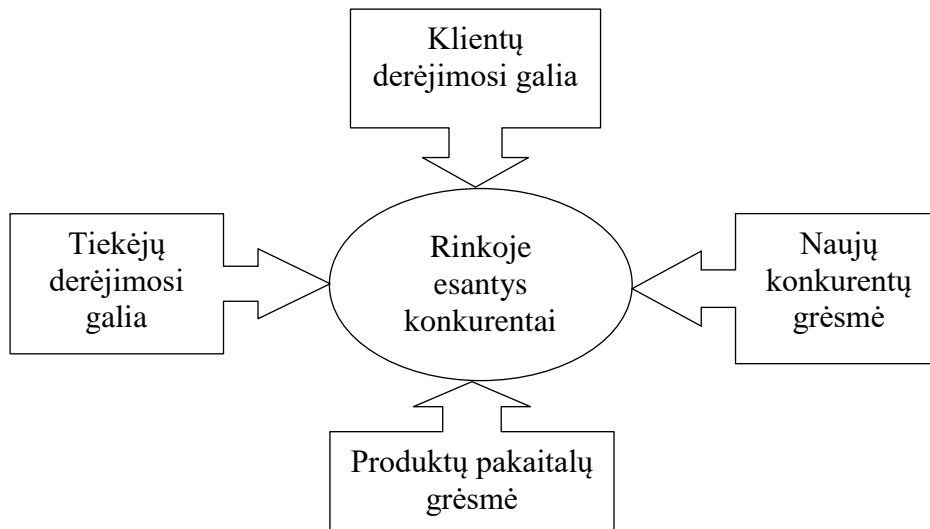 Klientų
derėjimosi galia
Tiekėjų
derėjimosi
galia
Rinkoje
esantys
konkurentai
Naujų
konkurentų
grėsmė
Produktų pakaitalų
grėsmė